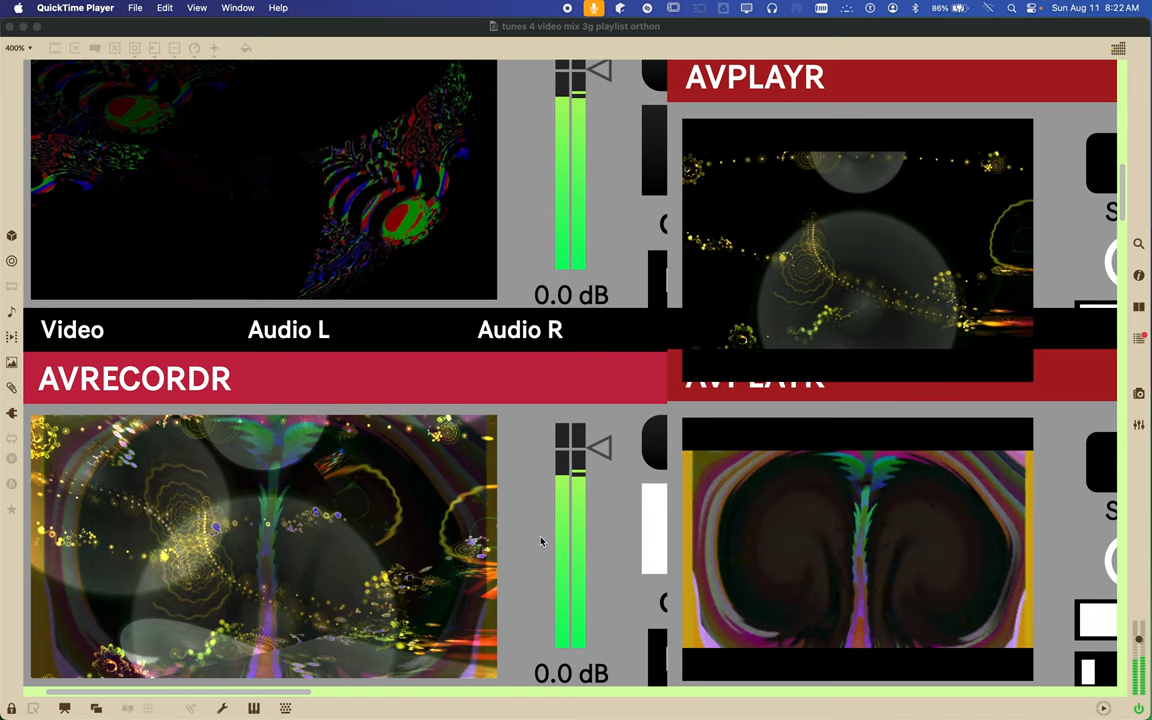 QuickTime Player File Edit View Window Help
86% Sun Aug 11 8:22 AM
tunes 4 video mix 3g playlist orthon
400%
AVPLAYR
S
0.0 dB
Video Audio L Audio R
AVRECORDR
AVPLAYR
S
0.0 dB